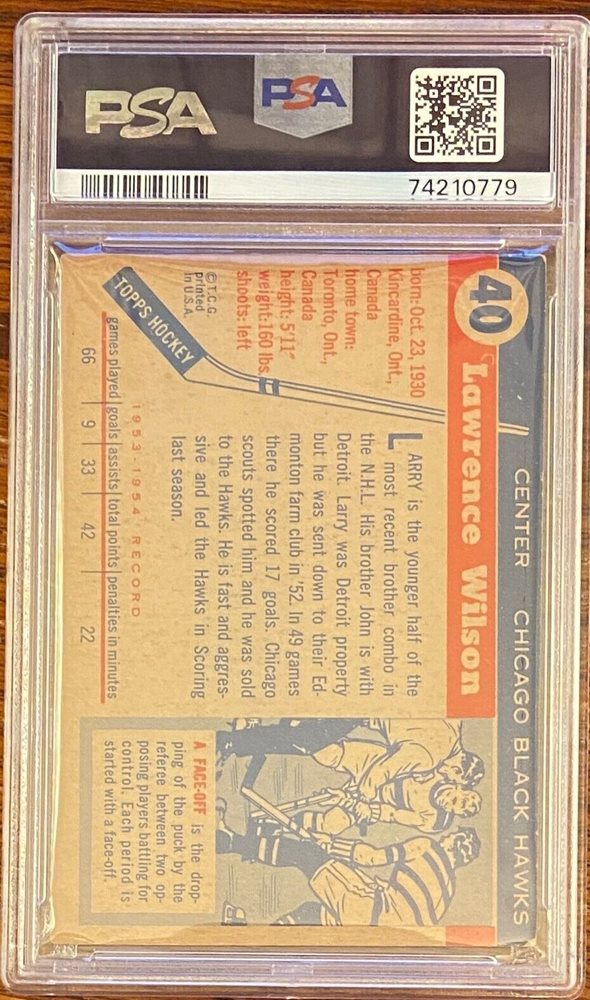 PSA
PSA
74210779
40
CENTER CHICAGO BLACK HAWKS
Lawrence Wilson
born: Oct. 23, 1930
Kincardine, Ont.,
Canada
home town:
Toronto, Ont.,
Canada
height: 5'11"
weight: 160 lbs.
shoots: left
© T.C.G.
printed
in U.S.A.
TOPPS HOCKEY
LARRY is the younger half of the
most recent brother combo in
the N.H.L. His brother John is with
Detroit. Larry was Detroit property
but he was sent down to their Ed-
monton farm club in '52. In 49 games
there he scored 17 goals. Chicago
scouts spotted him and he was sold
to the Hawks. He is fast and aggres-
sive and led the Hawks in Scoring
last season.
1953-1954 RECORD
games played goals assists total points penalties in minutes
66 9 33 42 22
A FACE-OFF is the drop-
ping of the puck by the
referee between two op-
posing players battling for
control. Each period is
started with a face-off.